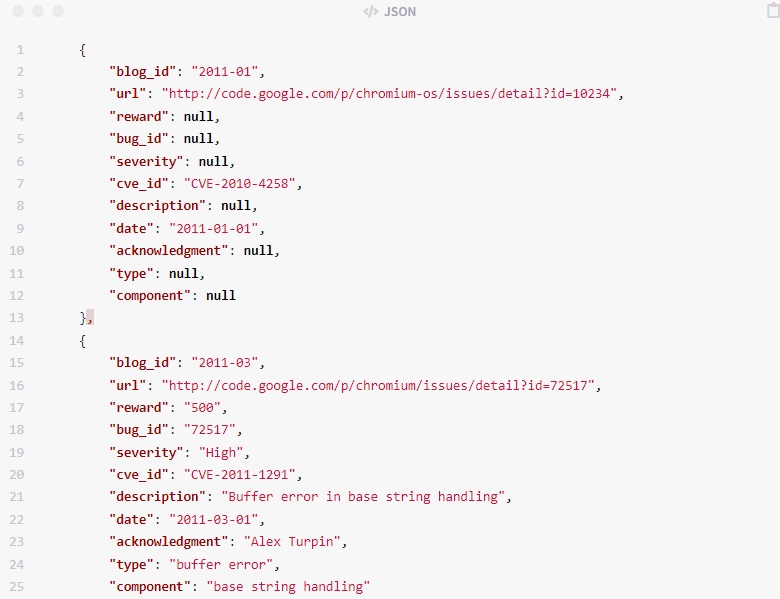 </> JSON
1 {
2 "blog_id": "2011-01",
3 "url": "http://code.google.com/p/chromium-os/issues/detail?id=10234",
4 "reward": null,
5 "bug_id": null,
6 "severity": null,
7 "cve_id": "CVE-2010-4258",
8 "description": null,
9 "date": "2011-01-01",
10 "acknowledgment": null,
11 "type": null,
12 "component": null
13 },
14 {
15 "blog_id": "2011-03",
16 "url": "http://code.google.com/p/chromium/issues/detail?id=72517",
17 "reward": "500",
18 "bug_id": "72517",
19 "severity": "High",
20 "cve_id": "CVE-2011-1291",
21 "description": "Buffer error in base string handling",
22 "date": "2011-03-01",
23 "acknowledgment": "Alex Turpin",
24 "type": "buffer error",
25 "component": "base string handling"